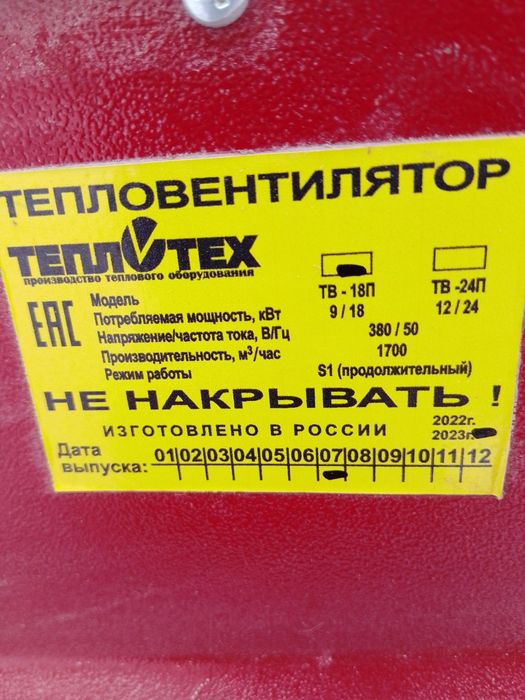 ТЕПЛОВЕНТИЛЯТОР
ТЕПЛОТЕХ
производство теплового оборудования
EAC
Модель ТВ - 18П ТВ -24П
Потребляемая мощность, кВт 9 / 18 12 / 24
Напряжение/частота тока, В/Гц 380 / 50
Производительность, м³/час 1700
Режим работы S1 (продолжительный)
НЕ НАКРЫВАТЬ !
ИЗГОТОВЛЕНО В РОССИИ 2022г.
2023г.
Дата выпуска: 01 02 03 04 05 06 07 08 09 10 11 12